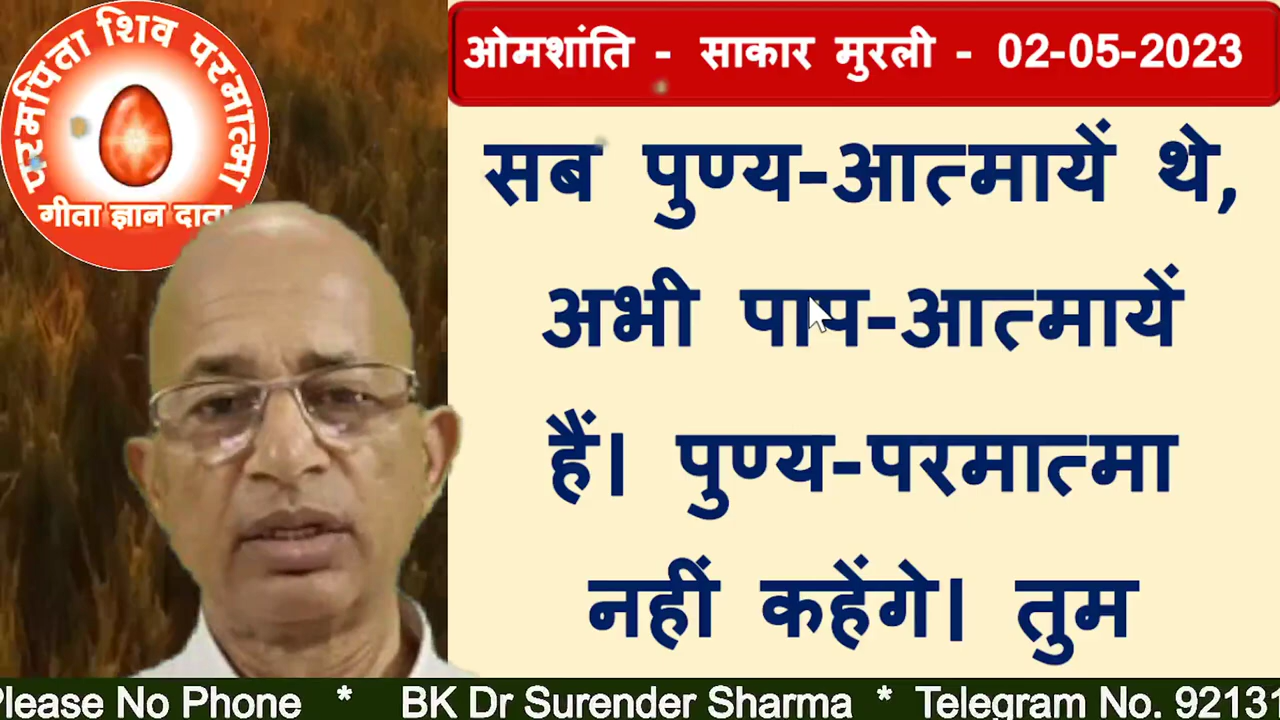 परमपिता शिव परमात्मा
गीता ज्ञान दाता
ओमशांति - साकार मुरली - 02-05-2023
सब पुण्य-आत्मायें थे,
अभी पाप-आत्मायें
हैं। पुण्य-परमात्मा
नहीं कहेंगे। तुम
Please No Phone * BK Dr Surender Sharma * Telegram No. 92131